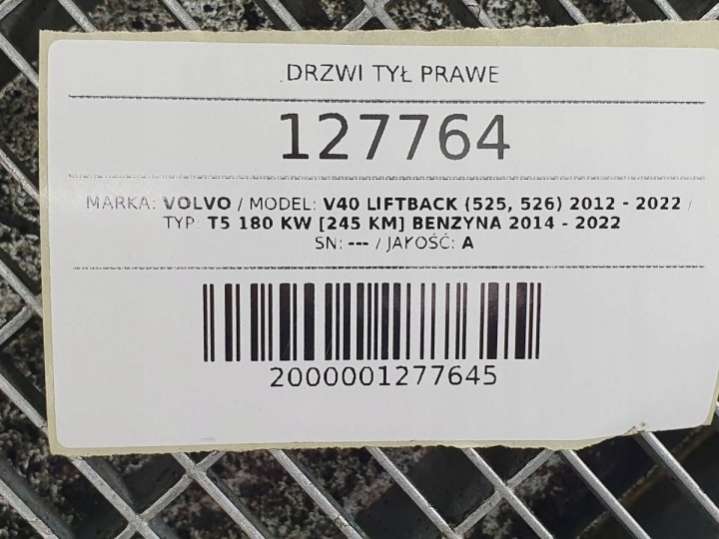 DRZWI TYŁ PRAWE
127764
MARKA: VOLVO / MODEL: V40 LIFTBACK (525, 526) 2012 - 2022 /
TYP: T5 180 KW [245 KM] BENZYNA 2014 - 2022
SN: --- / JAKOŚĆ: A
2000001277645